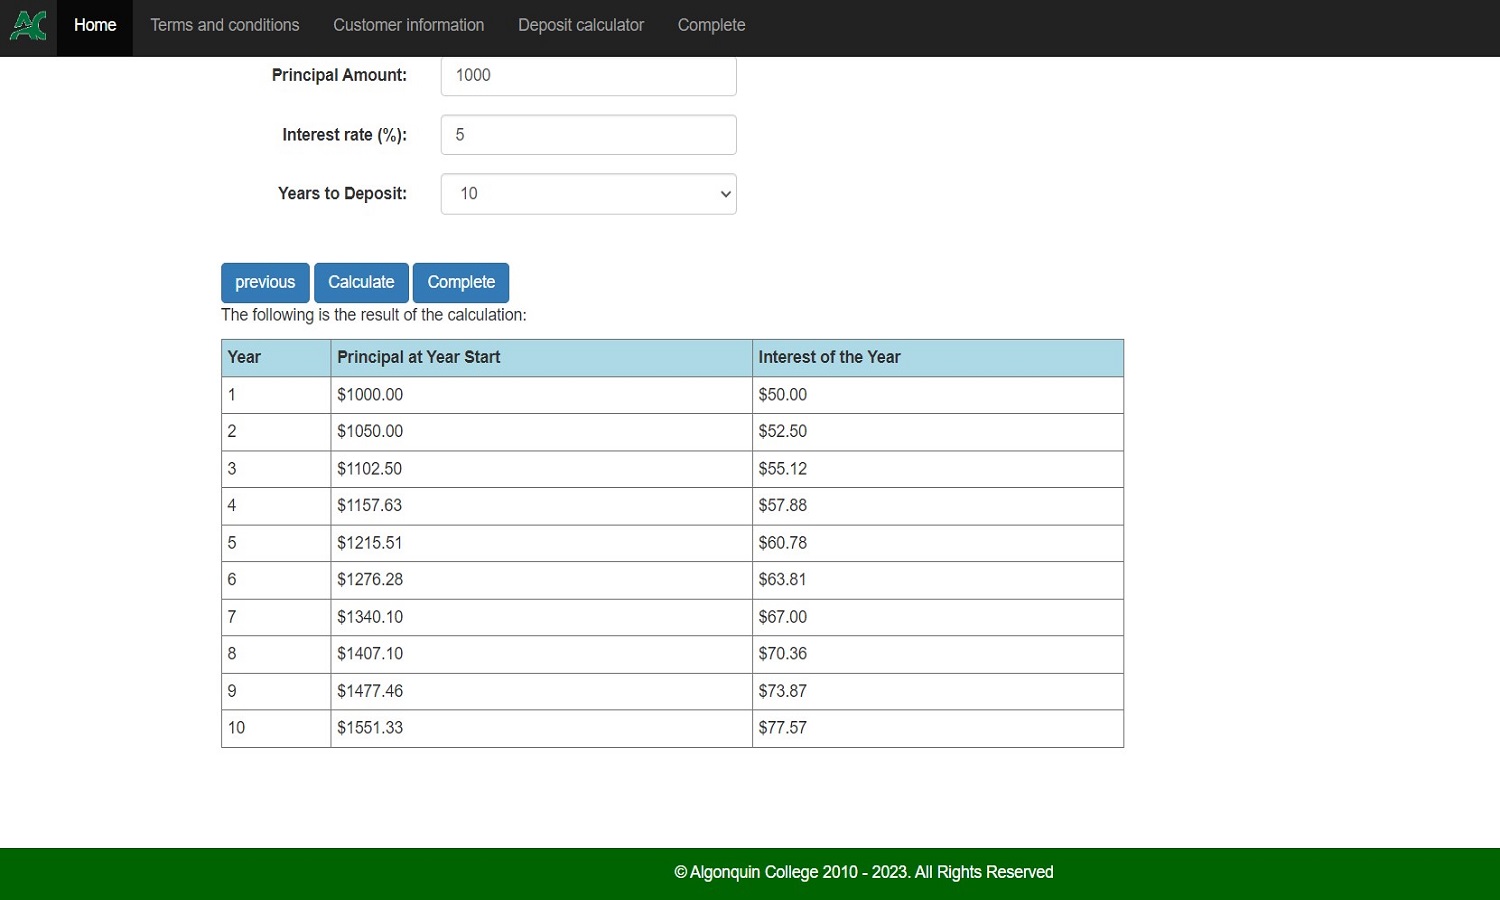 AC
Home Terms and conditions Customer information Deposit calculator Complete
Principal Amount: 1000
Interest rate (%): 5
Years to Deposit: 10
previous Calculate Complete
The following is the result of the calculation:
Year Principal at Year Start Interest of the Year
1 $1000.00 $50.00
2 $1050.00 $52.50
3 $1102.50 $55.12
4 $1157.63 $57.88
5 $1215.51 $60.78
6 $1276.28 $63.81
7 $1340.10 $67.00
8 $1407.10 $70.36
9 $1477.46 $73.87
10 $1551.33 $77.57
© Algonquin College 2010 - 2023. All Rights Reserved